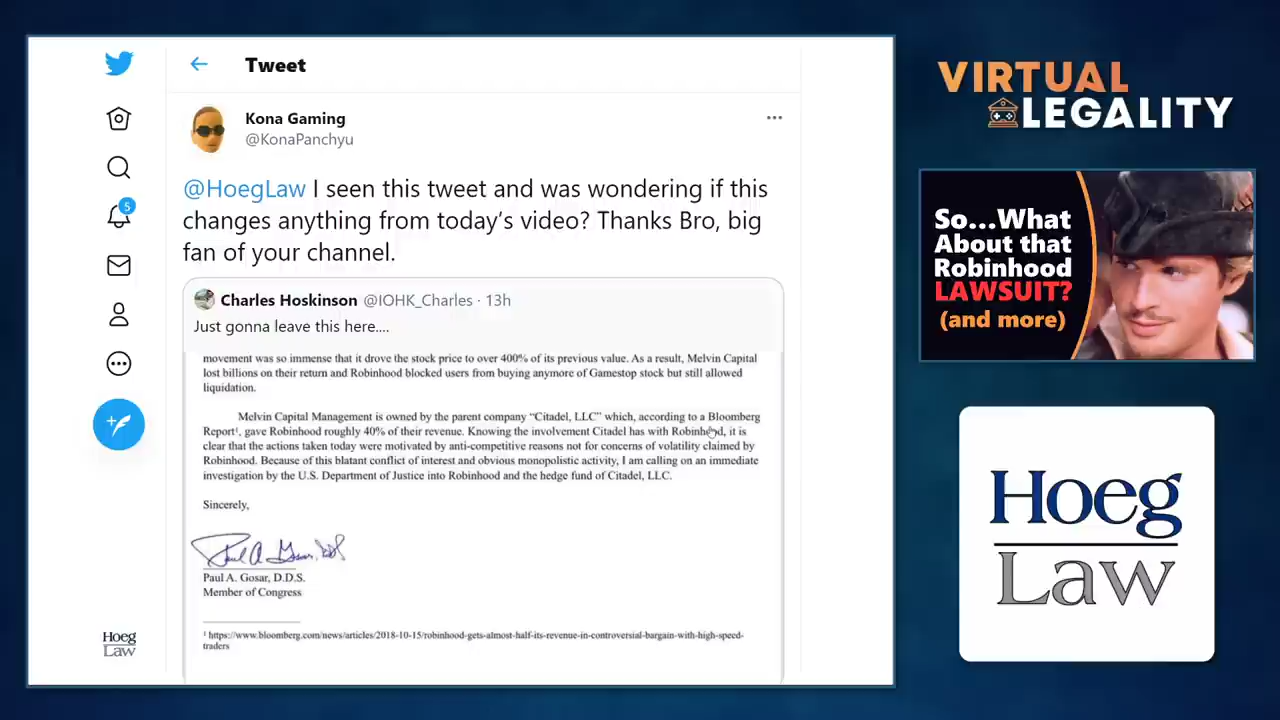 Tweet
Kona Gaming
@KonaPanchyu
@HoegLaw I seen this tweet and was wondering if this
changes anything from today's video? Thanks Bro, big
fan of your channel.
5
Charles Hoskinson @IOHK_Charles · 13h
Just gonna leave this here....
movement was so immense that it drove the stock price to over 400% of its previous value. As a result, Melvin Capital
lost billions on their return and Robinhood blocked users from buying anymore of Gamestop stock but still allowed
liquidation.
Melvin Capital Management is owned by the parent company "Citadel, LLC" which, according to a Bloomberg
Report¹, gave Robinhood roughly 40% of their revenue. Knowing the involvement Citadel has with Robinhood, it is
clear that the actions taken today were motivated by anti-competitive reasons not for concerns of volatility claimed by
Robinhood. Because of this blatant conflict of interest and obvious monopolistic activity, I am calling on an immediate
investigation by the U.S. Department of Justice into Robinhood and the hedge fund of Citadel, LLC.
Sincerely,
Paul A. Gosar, DDS
Paul A. Gosar, D.D.S.
Member of Congress
¹ https://www.bloomberg.com/news/articles/2018-10-15/robinhood-gets-almost-half-its-revenue-in-controversial-bargain-with-high-speed-
traders
Hoeg
Law
VIRTUAL
LEGALITY
So...What
About that
Robinhood
LAWSUIT?
(and more)
Hoeg
Law